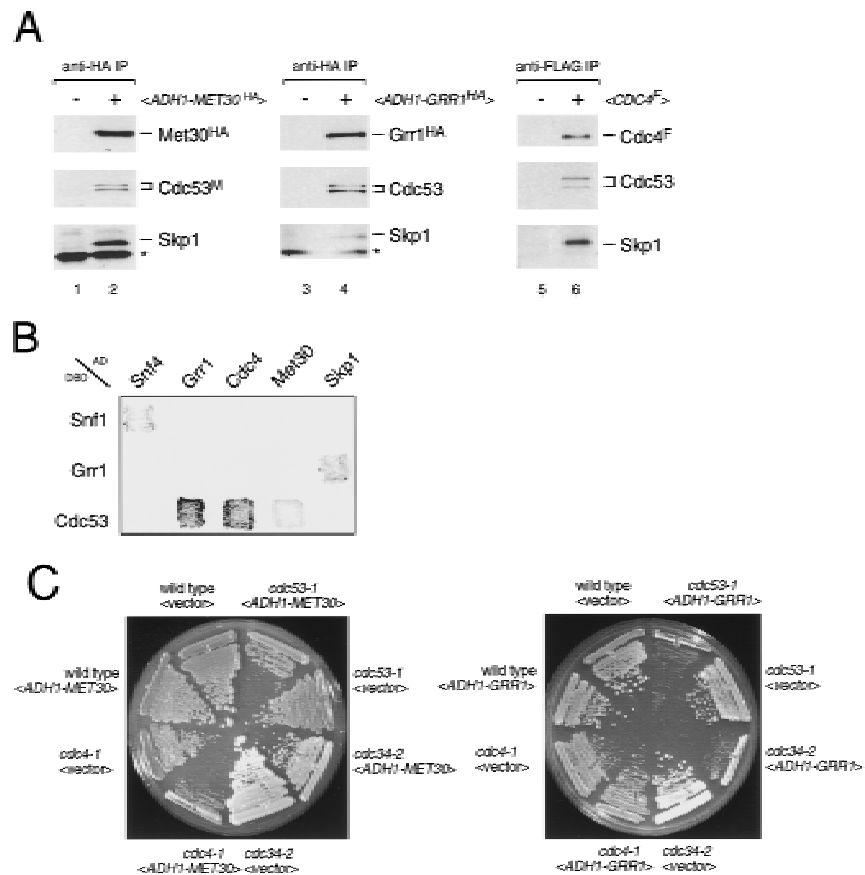 A
anti-HA IP
anti-HA IP
anti-FLAG IP
- + <ADH1-MET30 HA>
- + <ADH1-GRR1HA>
- + <CDC4F>
Met30HA
Grr1HA
Cdc4F
Cdc53M
Cdc53
Cdc53
Skp1
*
Skp1
*
Skp1
1 2
3 4
5 6
B
DBD AD
Snf4 Grr1 Cdc4 Met30 Skp1
Snf1
Grr1
Cdc53
C
wild type
<vector>
cdc53-1
<ADH1-MET30>
wild type
<ADH1-MET30>
cdc53-1
<vector>
cdc4-1
<vector>
cdc34-2
<ADH1-MET30>
cdc4-1
<ADH1-MET30>
cdc34-2
<vector>
wild type
<vector>
cdc53-1
<ADH1-GRR1>
wild type
<ADH1-GRR1>
cdc53-1
<vector>
cdc4-1
<vector>
cdc34-2
<ADH1-GRR1>
cdc4-1
<ADH1-GRR1>
cdc34-2
<vector>